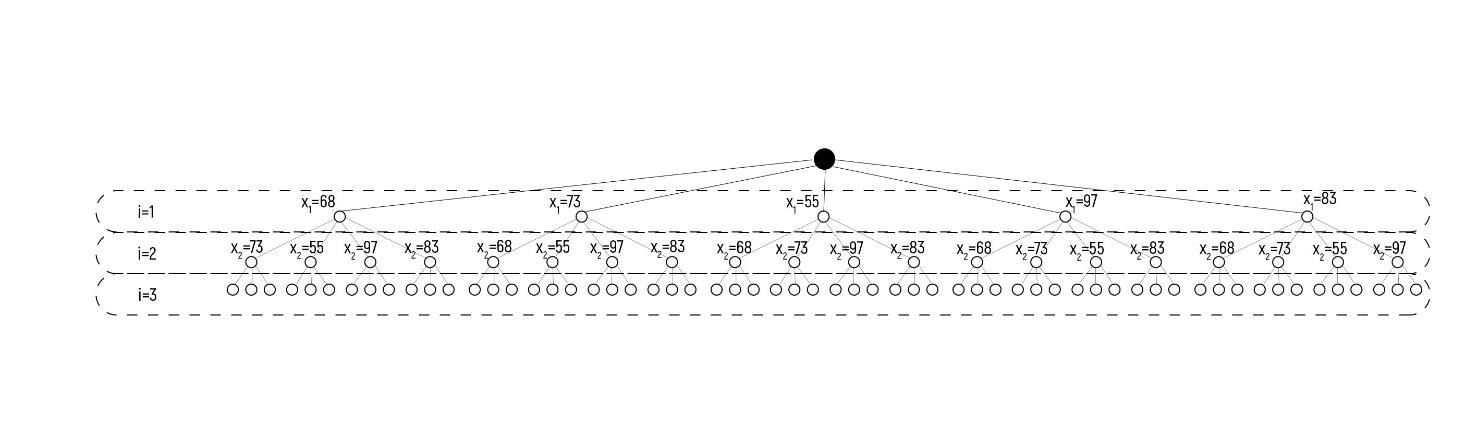 x₁=68 x₁=73 x₁=55 x₁=97 x₁=83
i=1
i=2 x₂=73 x₂=55 x₂=97 x₂=83 x₂=68 x₂=55 x₂=97 x₂=83 x₂=68 x₂=73 x₂=97 x₂=83 x₂=68 x₂=73 x₂=55 x₂=83 x₂=68 x₂=73 x₂=55 x₂=97
i=3